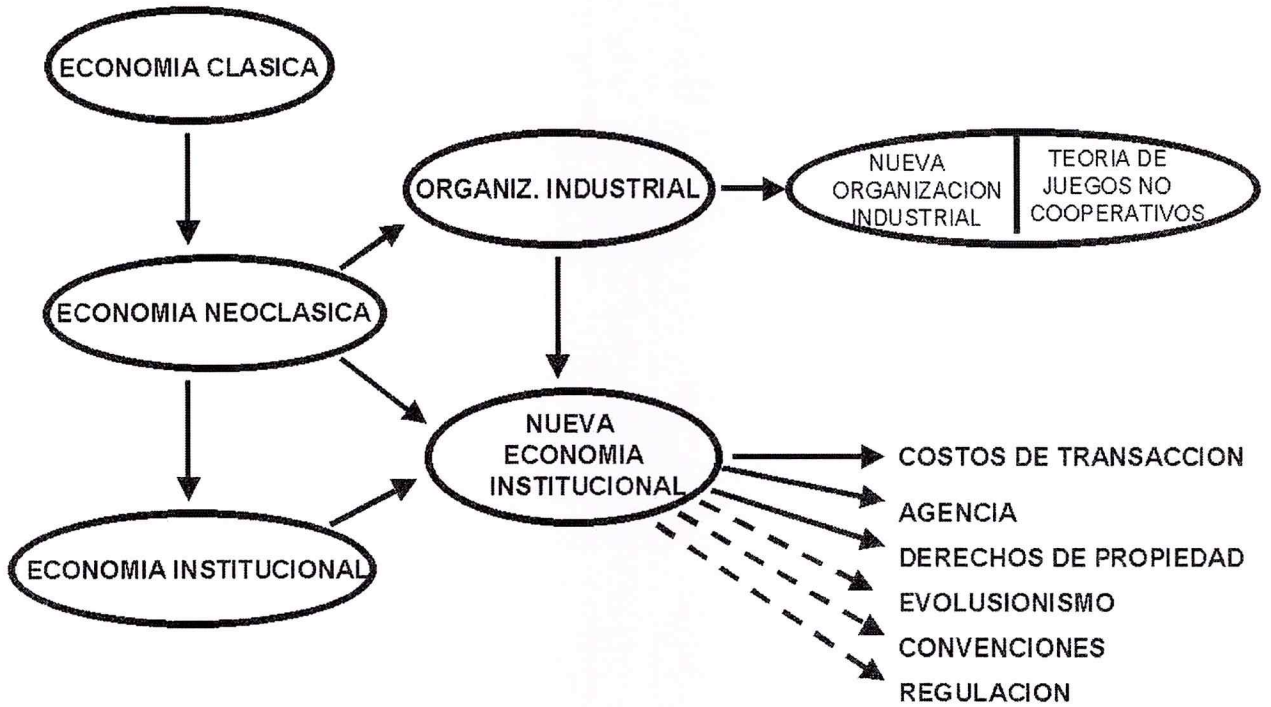 ECONOMIA CLASICA
ORGANIZ. INDUSTRIAL
NUEVA
ORGANIZACION
INDUSTRIAL
TEORIA DE
JUEGOS NO
COOPERATIVOS
ECONOMIA NEOCLASICA
NUEVA
ECONOMIA
INSTITUCIONAL
ECONOMIA INSTITUCIONAL
COSTOS DE TRANSACCION
AGENCIA
DERECHOS DE PROPIEDAD
EVOLUSIONISMO
CONVENCIONES
REGULACION